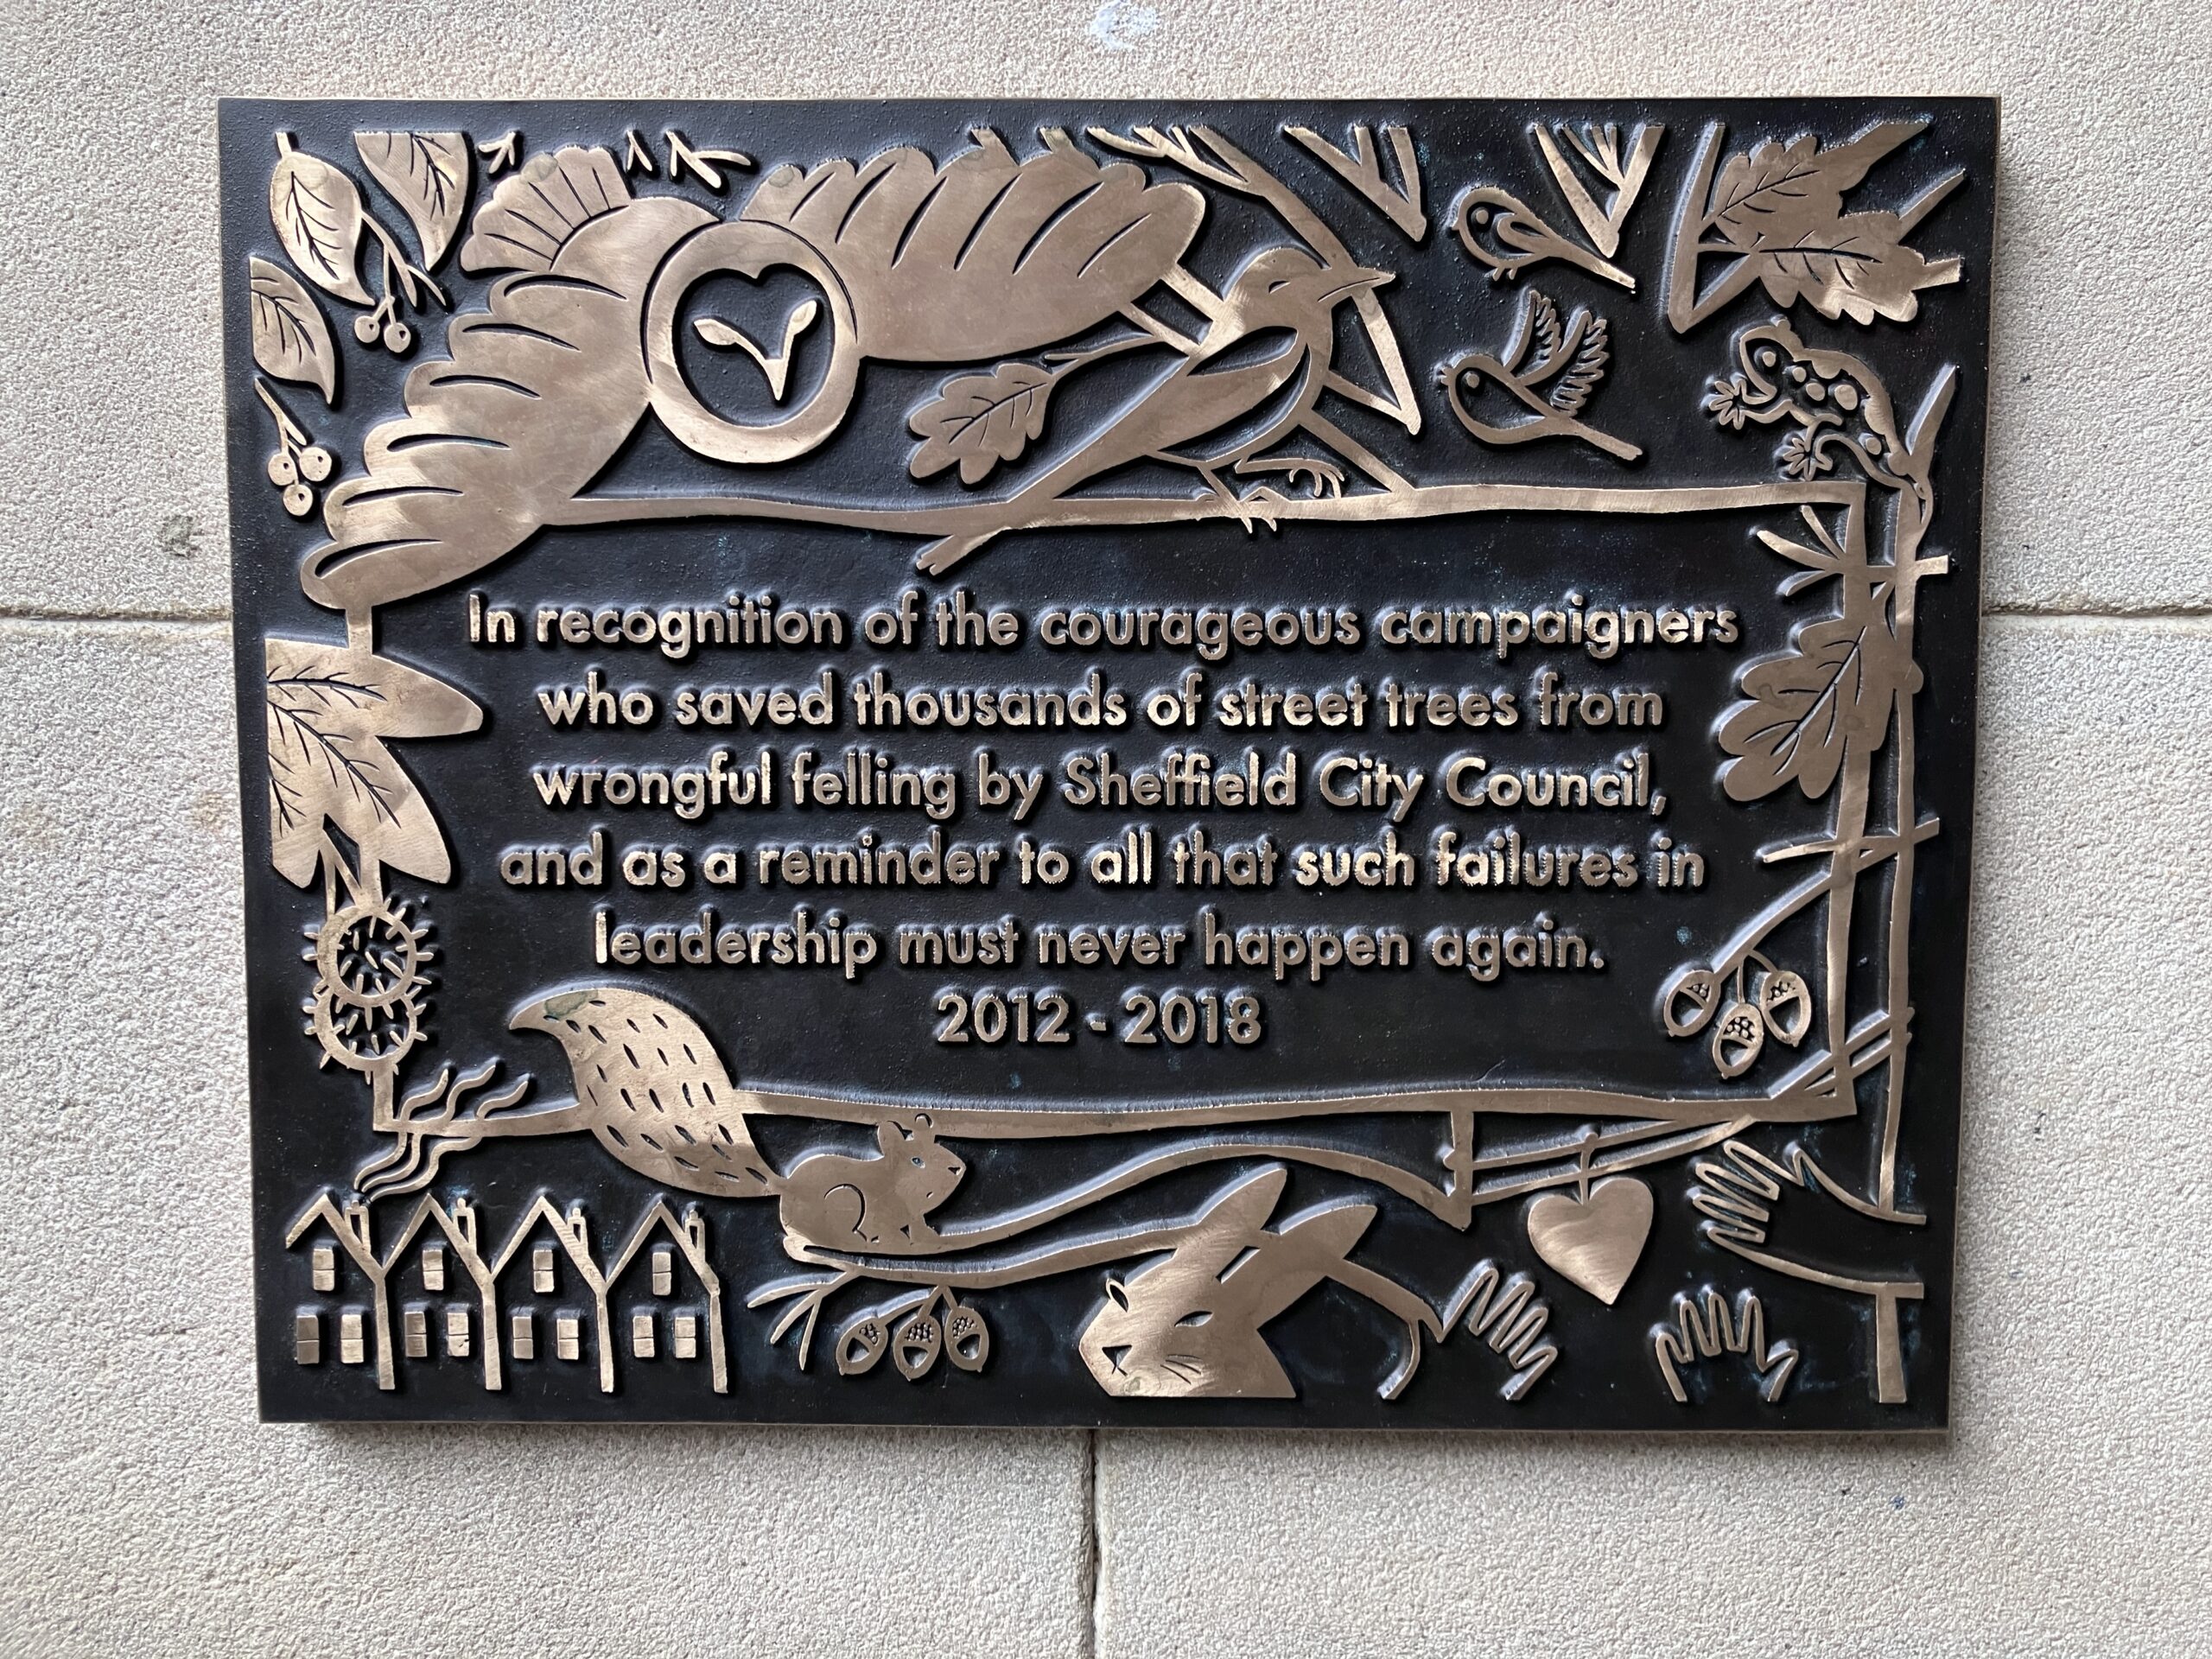 In recognition of the courageous campaigners
who saved thousands of street trees from
wrongful felling by Sheffield City Council,
and as a reminder to all that such failures in
leadership must never happen again.
2012 - 2018